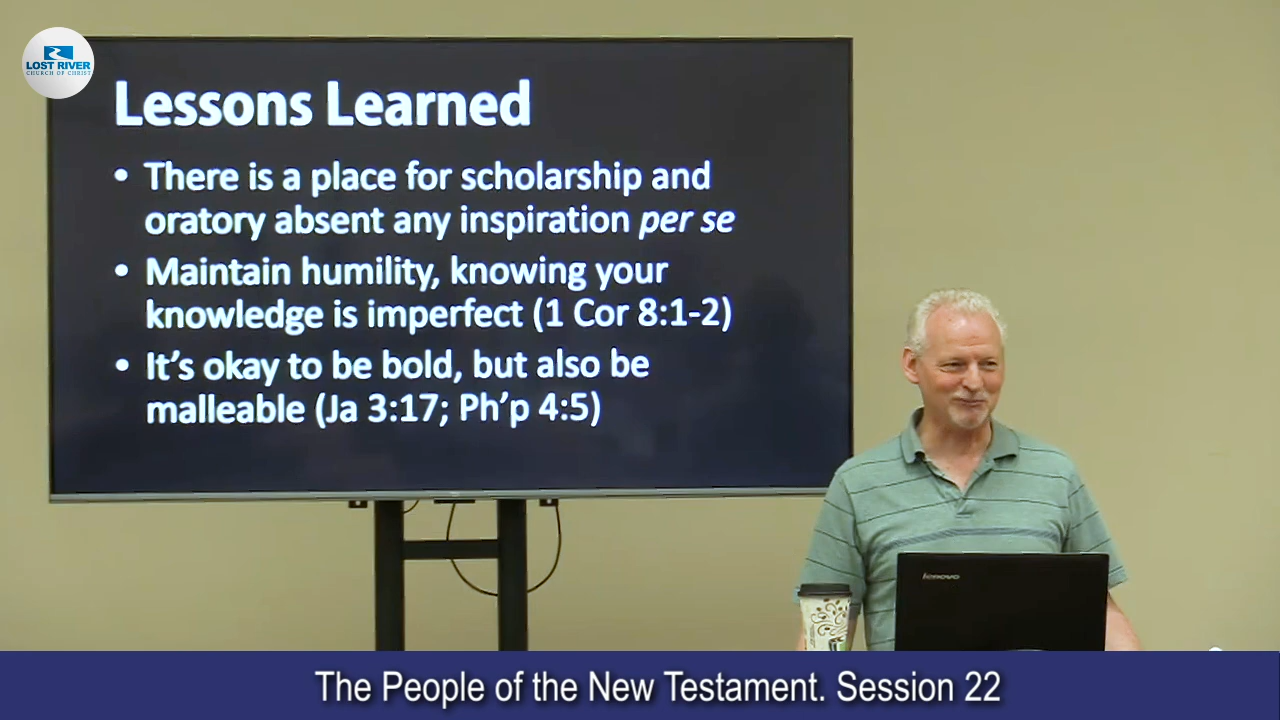 LOST RIVER
CHURCH OF CHRIST
Lessons Learned
• There is a place for scholarship and
oratory absent any inspiration per se
• Maintain humility, knowing your
knowledge is imperfect (1 Cor 8:1-2)
• It's okay to be bold, but also be
malleable (Ja 3:17; Ph'p 4:5)
lenovo
The People of the New Testament. Session 22